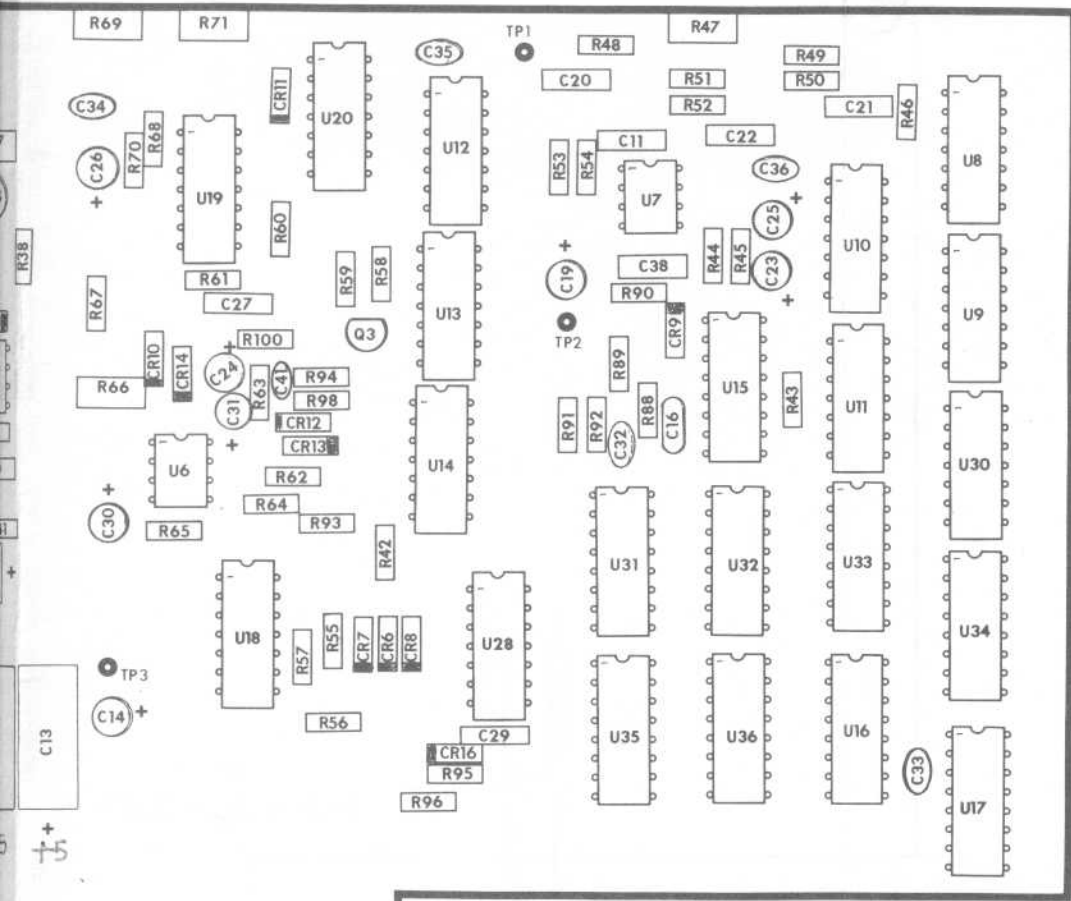 R69
R71
R47
TP1
C35
R48
R49
CR11
C20
R51
R50
C34
U20
R52
C21
R46
R68
R70
C26
+
U12
C11
C22
U8
R53
R54
C36
U19
U7
+
C25
R60
U10
R38
+
C19
R44
R45
C23
+
R61
R59
R58
C38
R67
C27
R90
U13
U9
CR9
TP2
Q3
R100
+
CR10
CR14
C24
R63
C41
R94
R89
U15
R66
R98
R43
U11
C31
+
CR12
R91
R92
R88
C16
C32
CR13
U6
U14
U30
R62
+
C30
R64
R65
R93
R42
U31
U32
U33
+
U18
R55
CR7
CR6
CR8
U28
U34
R57
TP3
C14
+
R56
C13
C29
U35
U36
U16
CR16
R95
C33
R96
U17
+
+5